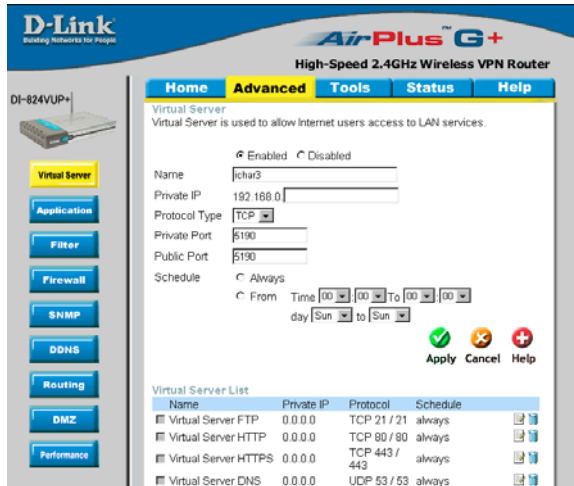 D-Link
Building Networks for People
AirPlus G+
™
High-Speed 2.4GHz Wireless VPN Router
DI-824VUP+
Home Advanced Tools Status Help
Virtual Server
Application
Filter
Firewall
SNMP
DDNS
Routing
DMZ
Performance
Virtual Server
Virtual Server is used to allow Internet users access to LAN services.
Enabled Disabled
Name ichar3
Private IP 192.168.0.
Protocol Type TCP
Private Port 5190
Public Port 5190
Schedule Always
From Time 00 : 00 To 00 : 00
day Sun to Sun
Apply Cancel Help
Virtual Server List
Name Private IP Protocol Schedule
Virtual Server FTP 0.0.0.0 TCP 21 / 21 always
Virtual Server HTTP 0.0.0.0 TCP 80 / 80 always
Virtual Server HTTPS 0.0.0.0 TCP 443 / 443 always
Virtual Server DNS 0.0.0.0 UDP 53 / 53 always